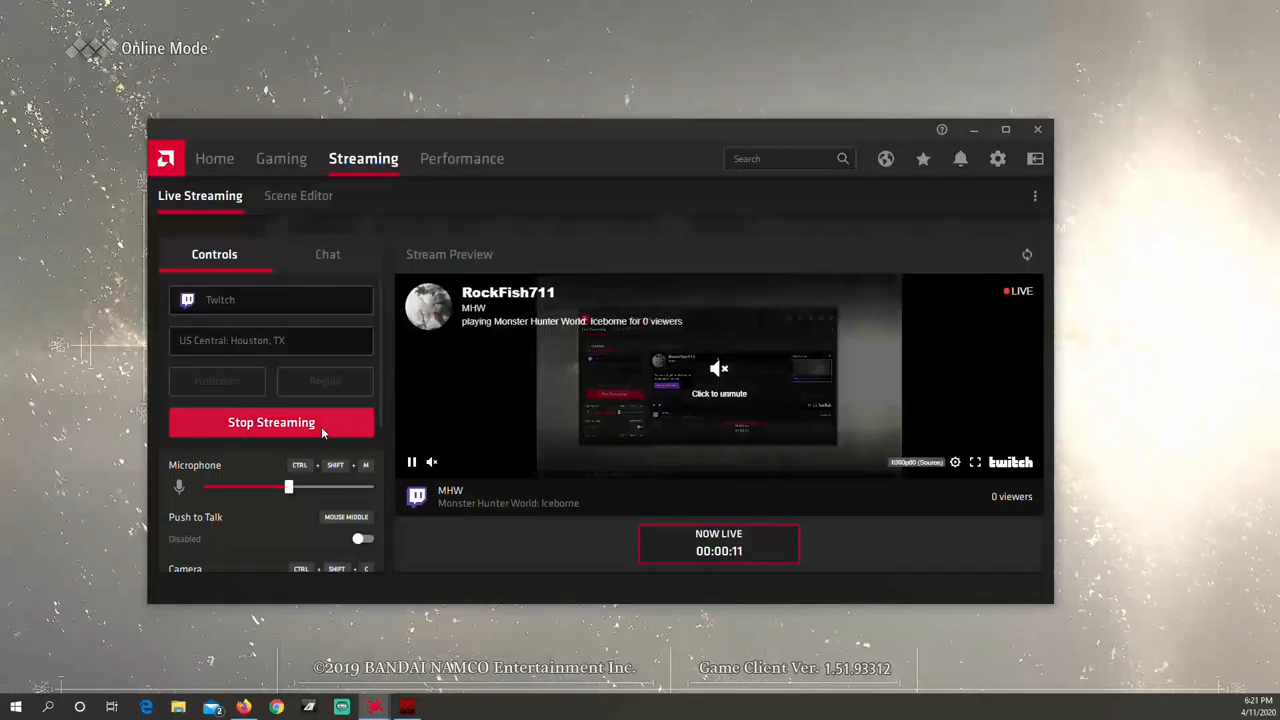 Online Mode
Home
Gaming
Streaming
Performance
Search
Live Streaming
Scene Editor
Controls
Chat
Stream Preview
Twitch
US Central: Houston, TX
Fullscreen
Region
Stop Streaming
Microphone
CTRL + SHIFT + M
Push to Talk
MOUSE MIDDLE
Disabled
Camera
CTRL + SHIFT + C
RockFish711
MHW
playing Monster Hunter World: Iceborne for 0 viewers
LIVE
Click to unmute
1080p60 (Source)
twitch
MHW
Monster Hunter World: Iceborne
0 viewers
NOW LIVE
00:00:11
©2019 BANDAI NAMCO Entertainment Inc.
Game Client Ver. 1.51.93312
2
6:21 PM
4/11/2020